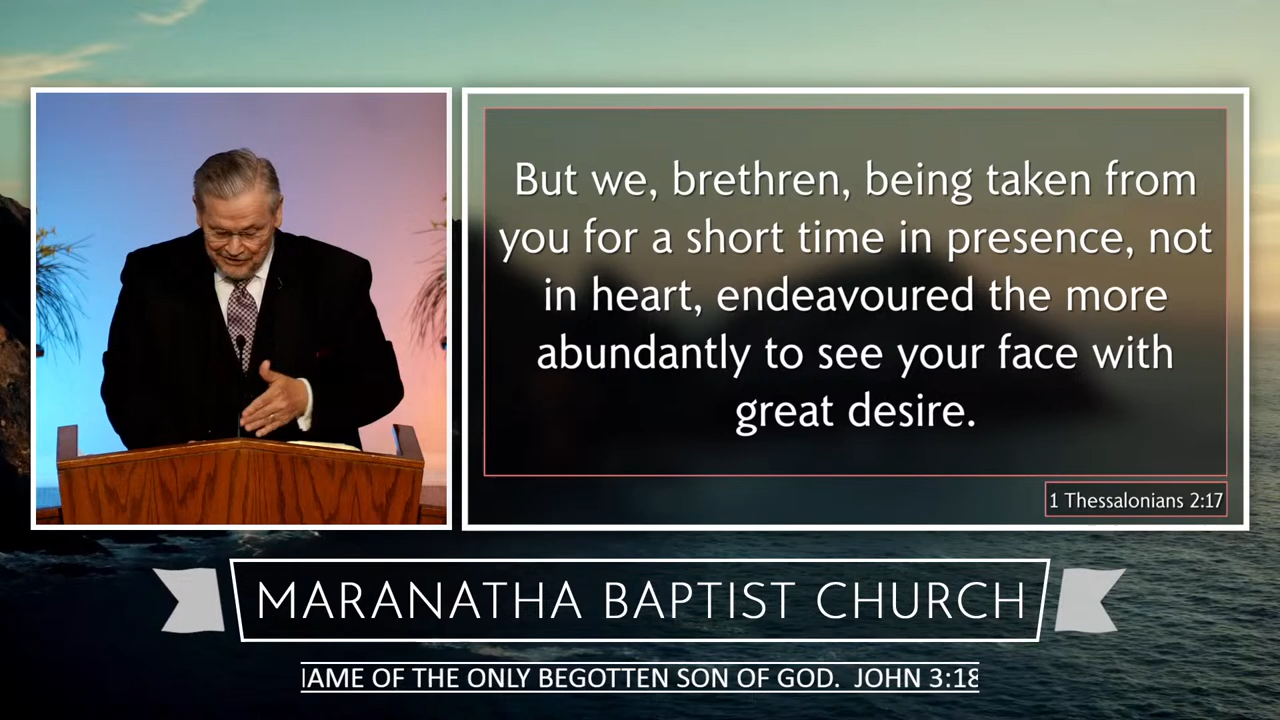 But we, brethren, being taken from
you for a short time in presence, not
in heart, endeavoured the more
abundantly to see your face with
great desire.
1 Thessalonians 2:17
MARANATHA BAPTIST CHURCH
AME OF THE ONLY BEGOTTEN SON OF GOD. JOHN 3:18